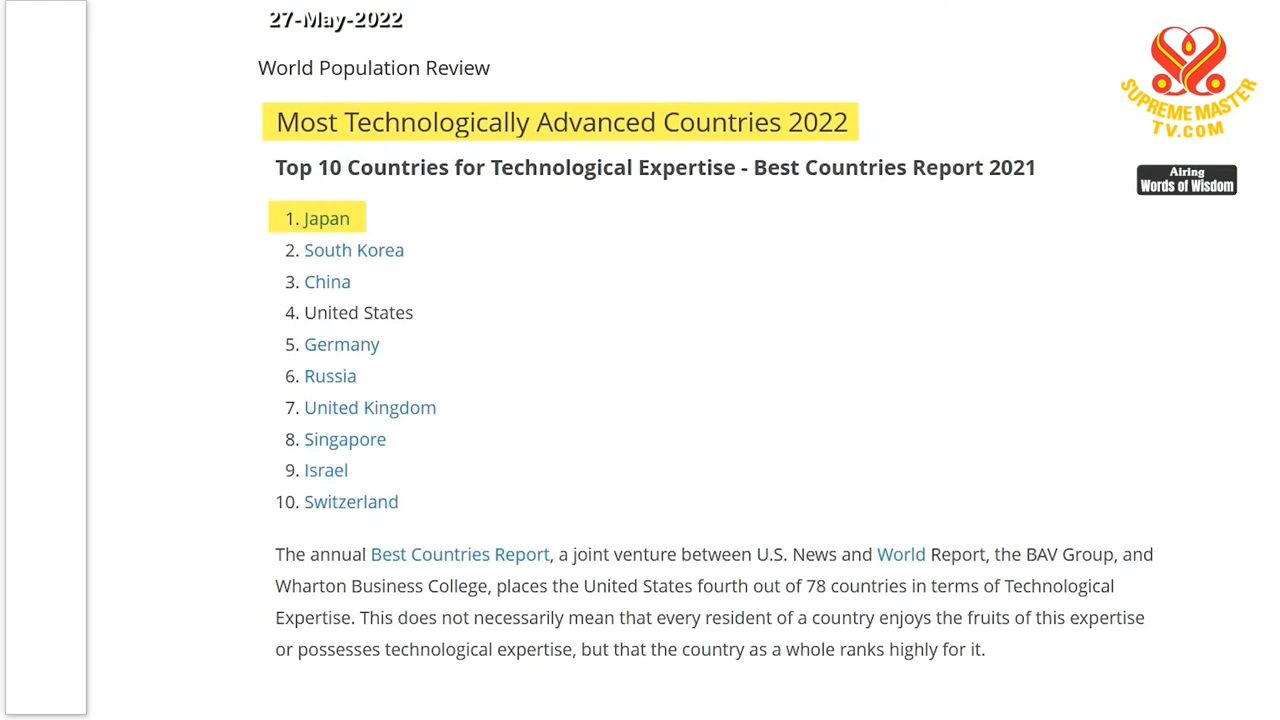 27-May-2022
World Population Review
Most Technologically Advanced Countries 2022
Top 10 Countries for Technological Expertise - Best Countries Report 2021
1. Japan
2. South Korea
3. China
4. United States
5. Germany
6. Russia
7. United Kingdom
8. Singapore
9. Israel
10. Switzerland
The annual Best Countries Report, a joint venture between U.S. News and World Report, the BAV Group, and
Wharton Business College, places the United States fourth out of 78 countries in terms of Technological
Expertise. This does not necessarily mean that every resident of a country enjoys the fruits of this expertise
or possesses technological expertise, but that the country as a whole ranks highly for it.
SUPREME MASTER
TV.COM
Airing
Words of Wisdom